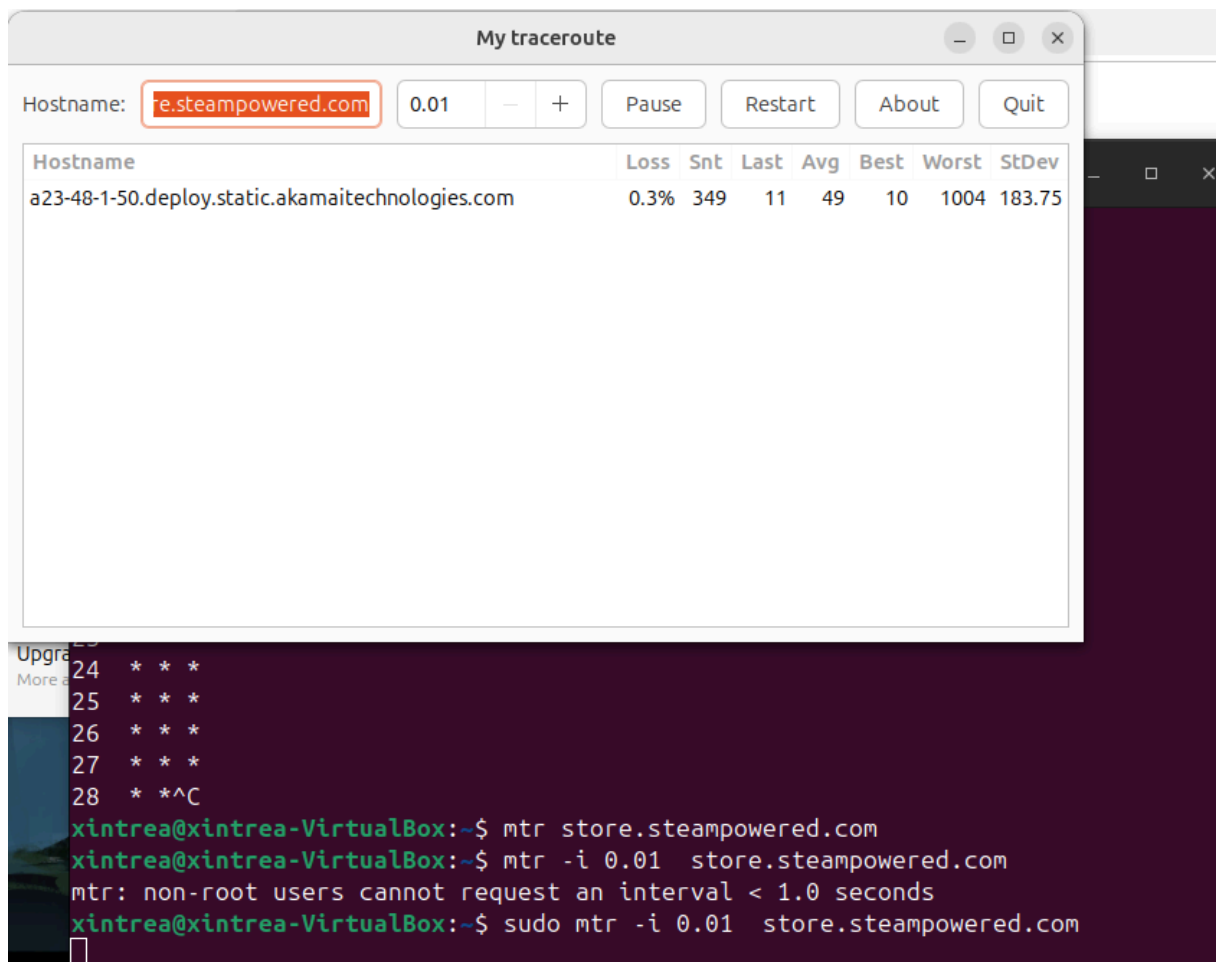 My traceroute
Hostname: re.steampowered.com 0.01 − + Pause Restart About Quit
Hostname Loss Snt Last Avg Best Worst StDev
a23-48-1-50.deploy.static.akamaitechnologies.com 0.3% 349 11 49 10 1004 183.75
Upgra
24 * * *
More a
25 * * *
26 * * *
27 * * *
28 * *^C
xintrea@xintrea-VirtualBox:~$ mtr store.steampowered.com
xintrea@xintrea-VirtualBox:~$ mtr -i 0.01  store.steampowered.com
mtr: non-root users cannot request an interval < 1.0 seconds
xintrea@xintrea-VirtualBox:~$ sudo mtr -i 0.01  store.steampowered.com